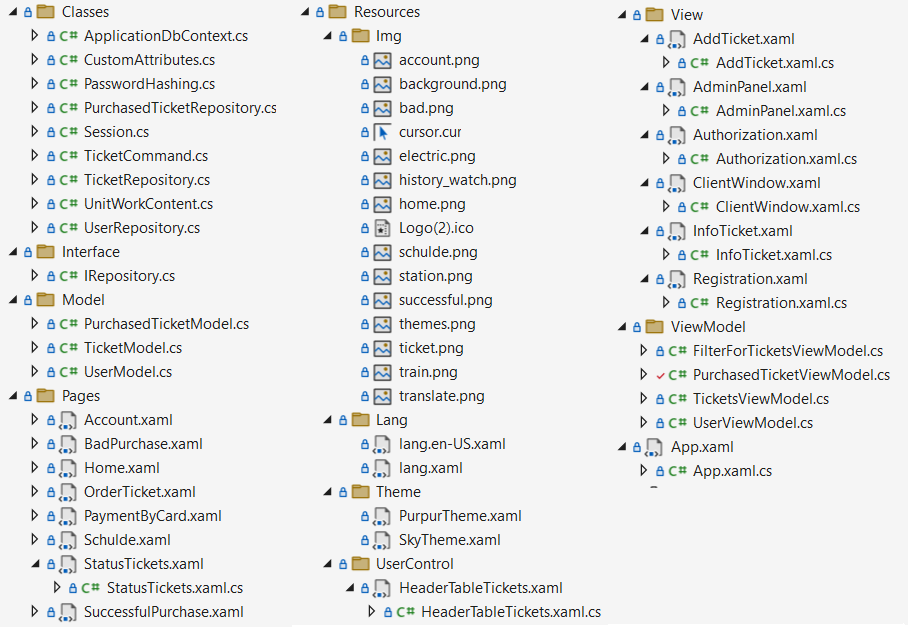 Classes
C# ApplicationDbContext.cs
C# CustomAttributes.cs
C# PasswordHashing.cs
C# PurchasedTicketRepository.cs
C# Session.cs
C# TicketCommand.cs
C# TicketRepository.cs
C# UnitWorkContent.cs
C# UserRepository.cs
Interface
C# IRepository.cs
Model
C# PurchasedTicketModel.cs
C# TicketModel.cs
C# UserModel.cs
Pages
Account.xaml
BadPurchase.xaml
Home.xaml
OrderTicket.xaml
PaymentByCard.xaml
Schulde.xaml
StatusTickets.xaml
C# StatusTickets.xaml.cs
SuccessfulPurchase.xaml
Resources
Img
account.png
background.png
bad.png
cursor.cur
electric.png
history_watch.png
home.png
Logo(2).ico
schulde.png
station.png
successful.png
themes.png
ticket.png
train.png
translate.png
Lang
lang.en-US.xaml
lang.xaml
Theme
PurpurTheme.xaml
SkyTheme.xaml
UserControl
HeaderTableTickets.xaml
C# HeaderTableTickets.xaml.cs
View
AddTicket.xaml
C# AddTicket.xaml.cs
AdminPanel.xaml
C# AdminPanel.xaml.cs
Authorization.xaml
C# Authorization.xaml.cs
ClientWindow.xaml
C# ClientWindow.xaml.cs
InfoTicket.xaml
C# InfoTicket.xaml.cs
Registration.xaml
C# Registration.xaml.cs
ViewModel
C# FilterForTicketsViewModel.cs
C# PurchasedTicketViewModel.cs
C# TicketsViewModel.cs
C# UserViewModel.cs
App.xaml
C# App.xaml.cs